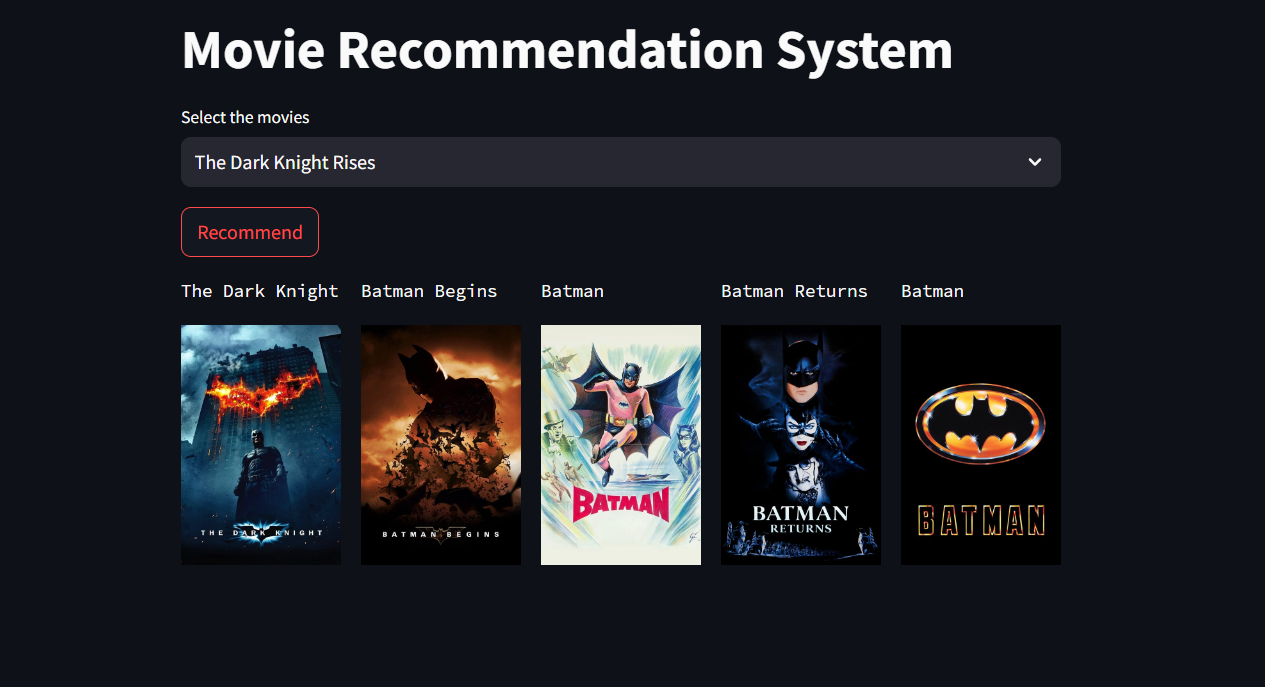 Movie Recommendation System
Select the movies
The Dark Knight Rises
Recommend
The Dark Knight
Batman Begins
Batman
Batman Returns
Batman
THE DARK KNIGHT
BATMAN BEGINS
BATMAN
BATMAN
RETURNS
BATMAN